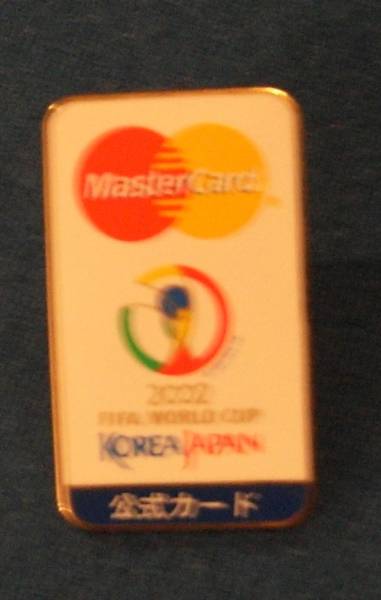 MasterCard
2002
FIFA WORLD CUP
KOREA JAPAN
公式カード